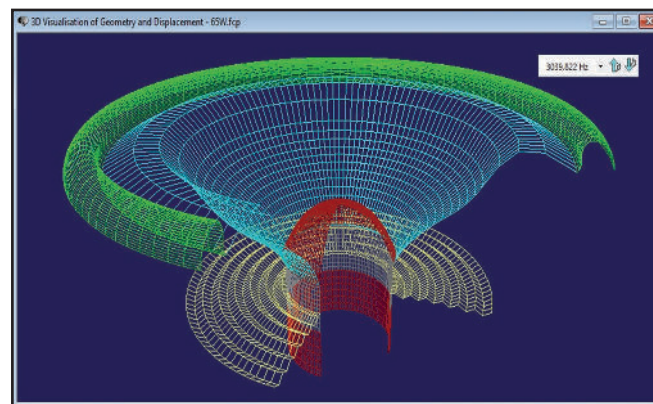 3D Visualisation of Geometry and Displacement - 65W.fcp
3039.822 Hz